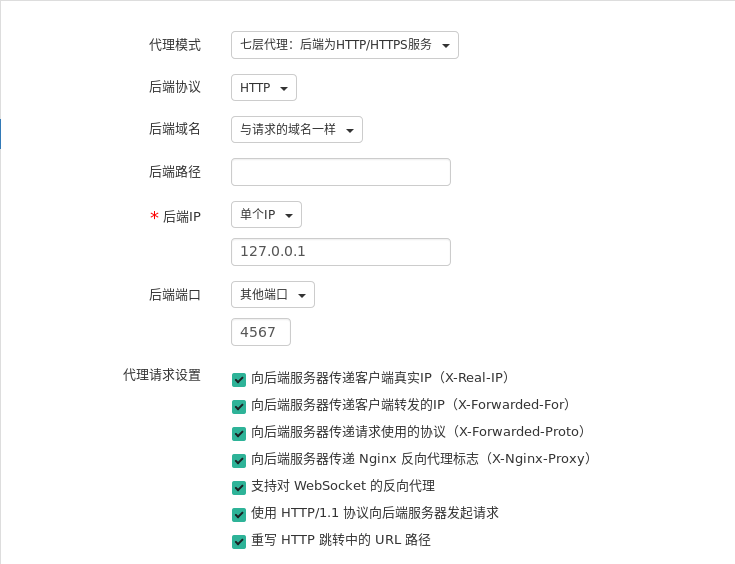 代理模式 七层代理：后端为HTTP/HTTPS服务
后端协议 HTTP
后端域名 与请求的域名一样
后端路径
* 后端IP 单个IP
127.0.0.1
后端端口 其他端口
4567
代理请求设置
向后端服务器传递客户端真实IP（X-Real-IP）
向后端服务器传递客户端转发的IP（X-Forwarded-For）
向后端服务器传递请求使用的协议（X-Forwarded-Proto）
向后端服务器传递 Nginx 反向代理标志（X-Nginx-Proxy）
支持对 WebSocket 的反向代理
使用 HTTP/1.1 协议向后端服务器发起请求
重写 HTTP 跳转中的 URL 路径